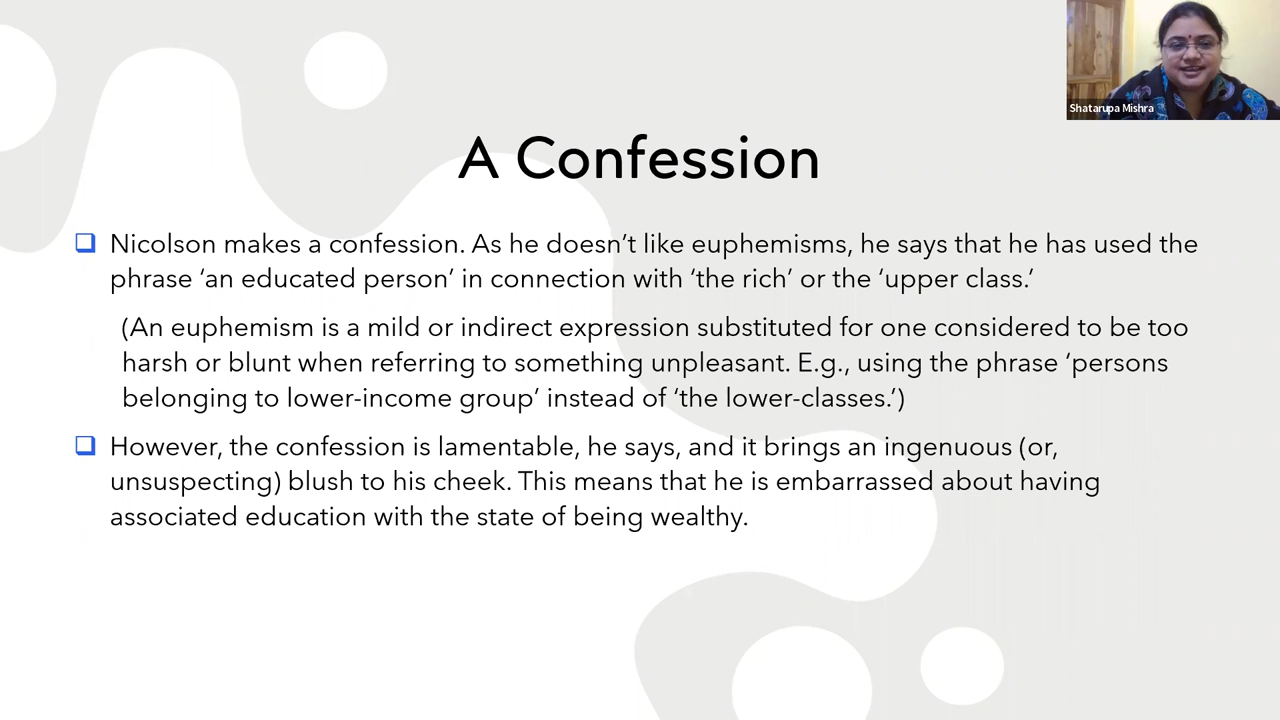 Shatarupa Mishra
A Confession
Nicolson makes a confession. As he doesn’t like euphemisms, he says that he has used the
phrase ‘an educated person’ in connection with ‘the rich’ or the ‘upper class.’
(An euphemism is a mild or indirect expression substituted for one considered to be too
harsh or blunt when referring to something unpleasant. E.g., using the phrase ‘persons
belonging to lower-income group’ instead of ‘the lower-classes.’)
However, the confession is lamentable, he says, and it brings an ingenuous (or,
unsuspecting) blush to his cheek. This means that he is embarrassed about having
associated education with the state of being wealthy.